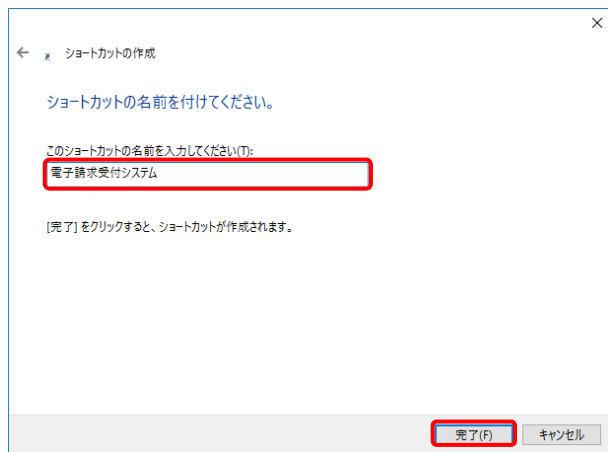 ショートカットの作成
ショートカットの名前を付けてください。
このショートカットの名前を入力してください(T):
電子請求受付システム
[完了] をクリックすると、ショートカットが作成されます。
完了(F)
キャンセル